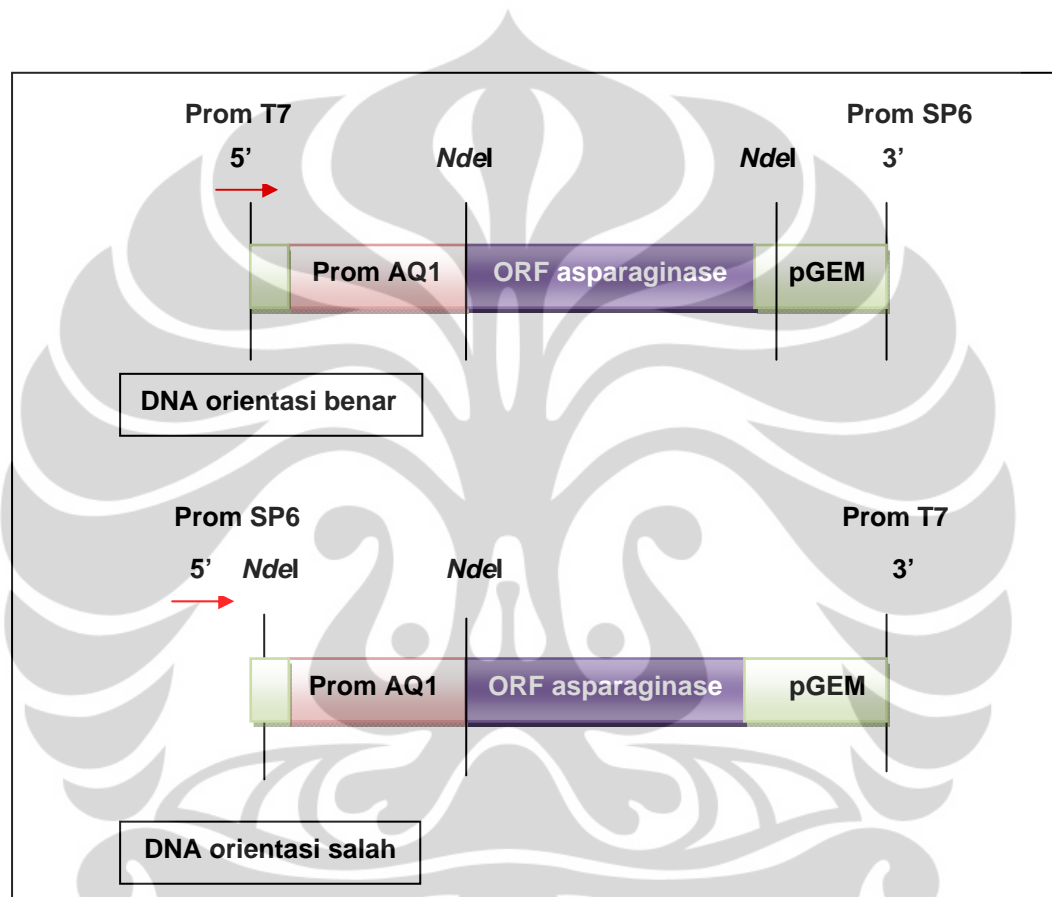 Prom T7 Prom SP6
5’ NdeI NdeI 3’
Prom AQ1 ORF asparaginase pGEM
DNA orientasi benar
Prom SP6 Prom T7
5’ NdeI NdeI 3’
Prom AQ1 ORF asparaginase pGEM
DNA orientasi salah